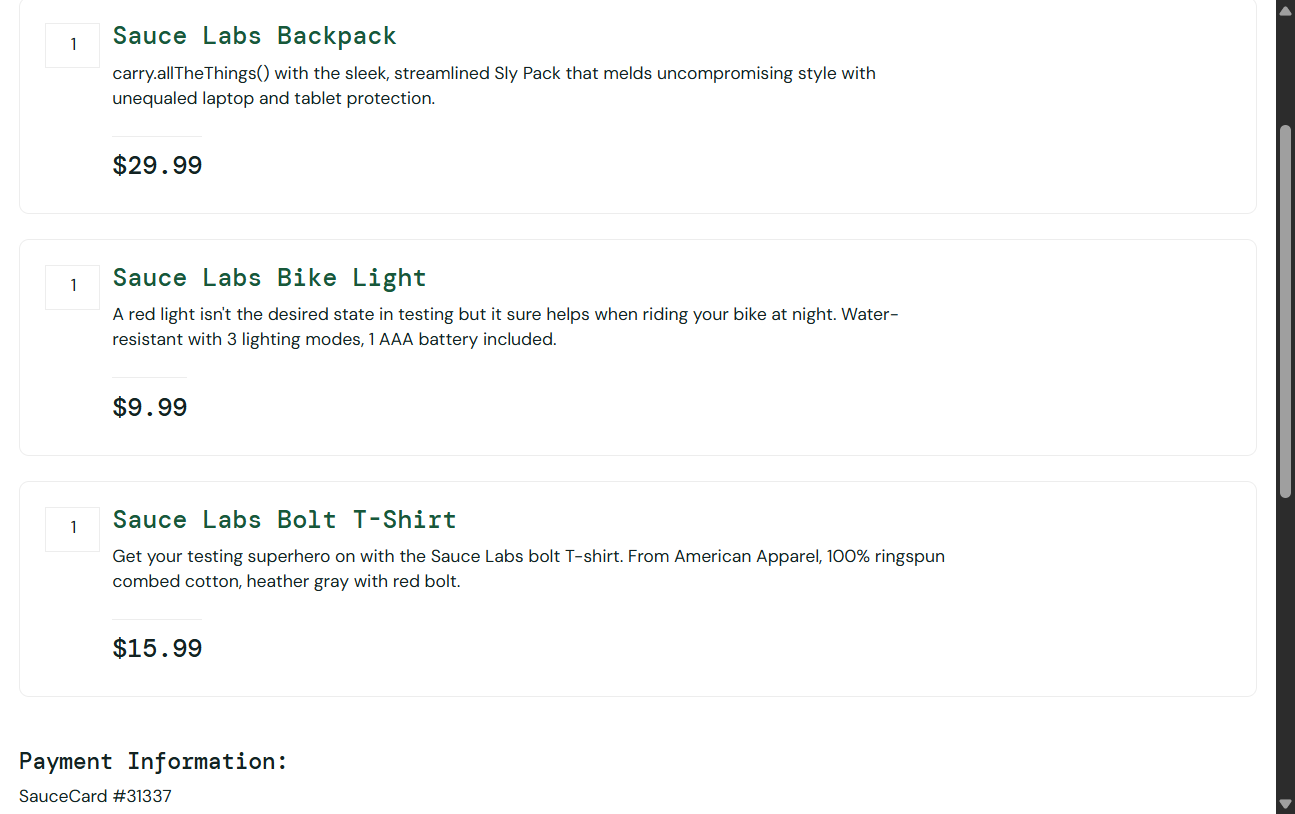 1
Sauce Labs Backpack
carry.allTheThings() with the sleek, streamlined Sly Pack that melds uncompromising style with
unequaled laptop and tablet protection.
$29.99
1
Sauce Labs Bike Light
A red light isn't the desired state in testing but it sure helps when riding your bike at night. Water-
resistant with 3 lighting modes, 1 AAA battery included.
$9.99
1
Sauce Labs Bolt T-Shirt
Get your testing superhero on with the Sauce Labs bolt T-shirt. From American Apparel, 100% ringspun
combed cotton, heather gray with red bolt.
$15.99
Payment Information:
SauceCard #31337